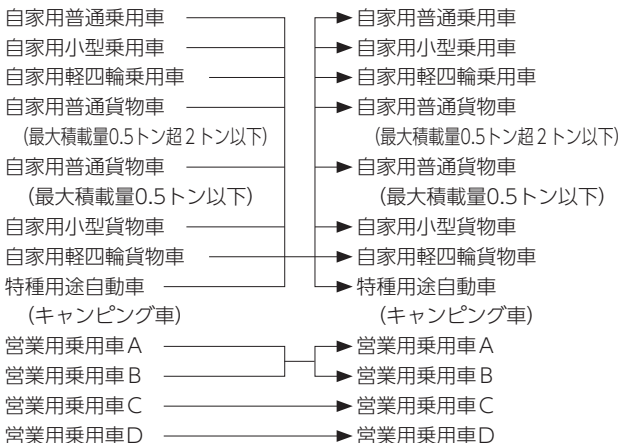 自家用普通乗用車 自家用普通乗用車
自家用小型乗用車 自家用小型乗用車
自家用軽四輪乗用車 自家用軽四輪乗用車
自家用普通貨物車 自家用普通貨物車
(最大積載量0.5トン超2トン以下) (最大積載量0.5トン超2トン以下)
自家用普通貨物車 自家用普通貨物車
(最大積載量0.5トン以下) (最大積載量0.5トン以下)
自家用小型貨物車 自家用小型貨物車
自家用軽四輪貨物車 自家用軽四輪貨物車
特種用途自動車 特種用途自動車
(キャンピング車) (キャンピング車)
営業用乗用車A 営業用乗用車A
営業用乗用車B 営業用乗用車B
営業用乗用車C 営業用乗用車C
営業用乗用車D 営業用乗用車D